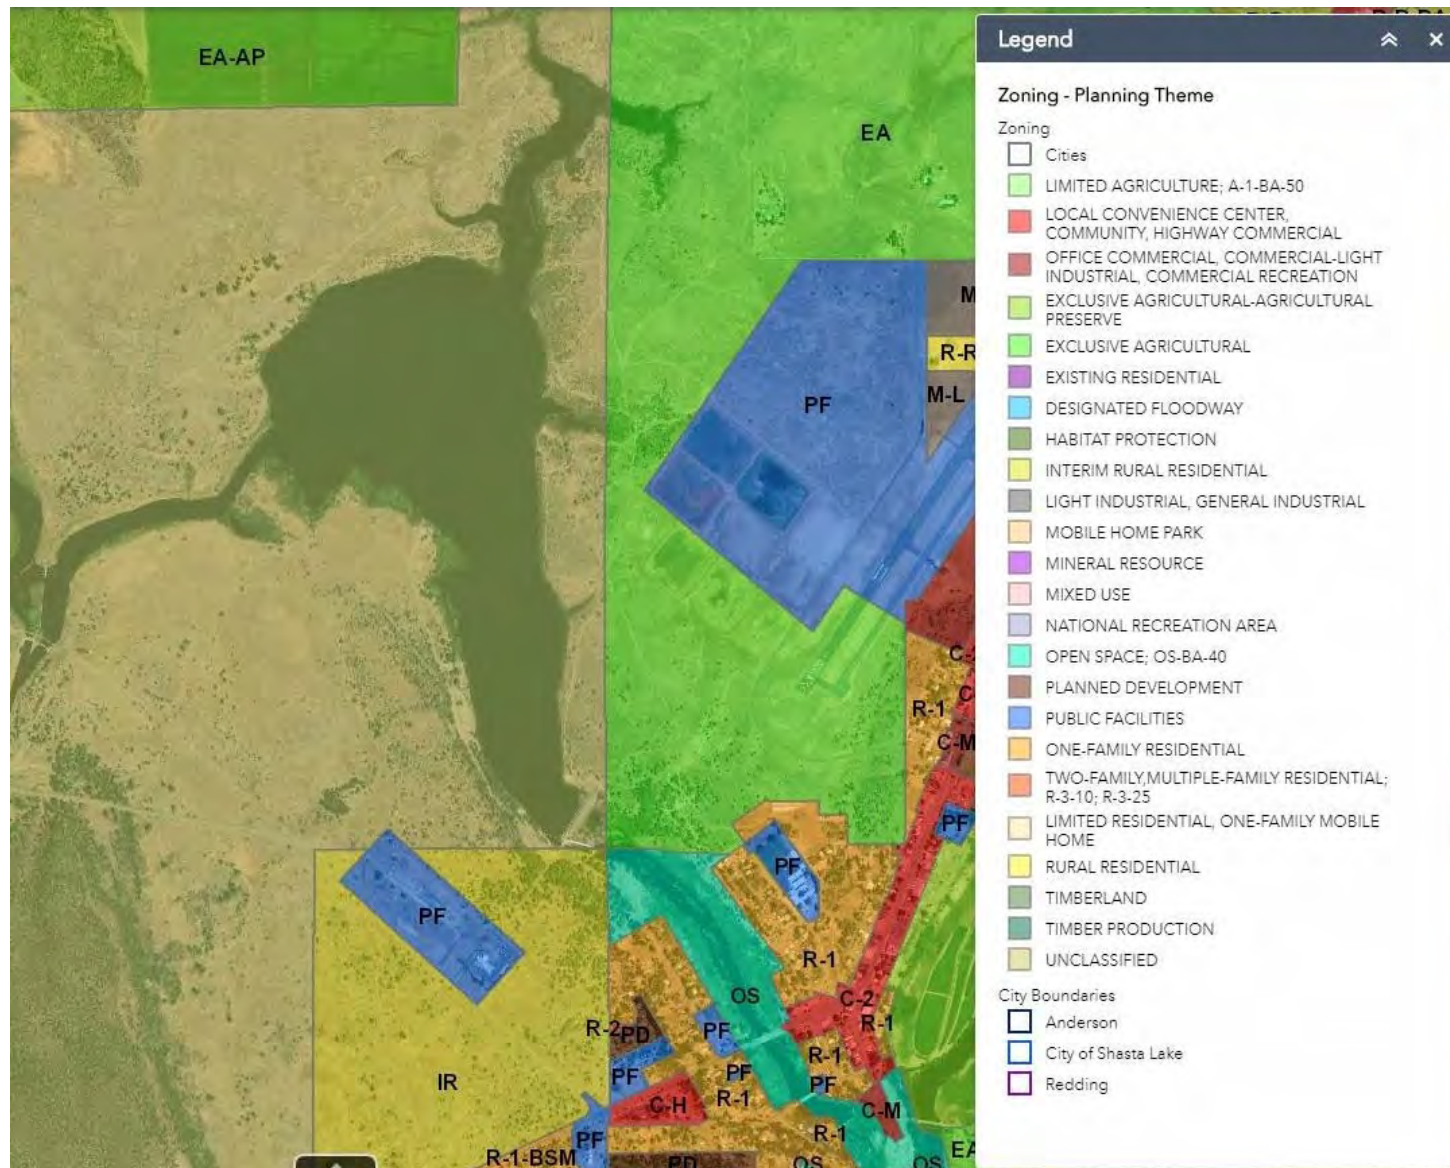 EA-AP
EA
M
R-R
M-L
PF
C-
R-1
C
C-M
PF
PF
PF
R-1
OS
C-2
R-1
R-2
PD
PF
R-1
PF
PF
PF
IR
R-1
C-H
C-M
R-1
PF
R-1-BSM
PD
OS
OS
EA
Legend
Zoning - Planning Theme
Zoning
Cities
LIMITED AGRICULTURE; A-1-BA-50
LOCAL CONVENIENCE CENTER,
COMMUNITY, HIGHWAY COMMERCIAL
OFFICE COMMERCIAL, COMMERCIAL-LIGHT
INDUSTRIAL, COMMERCIAL RECREATION
EXCLUSIVE AGRICULTURAL-AGRICULTURAL
PRESERVE
EXCLUSIVE AGRICULTURAL
EXISTING RESIDENTIAL
DESIGNATED FLOODWAY
HABITAT PROTECTION
INTERIM RURAL RESIDENTIAL
LIGHT INDUSTRIAL, GENERAL INDUSTRIAL
MOBILE HOME PARK
MINERAL RESOURCE
MIXED USE
NATIONAL RECREATION AREA
OPEN SPACE; OS-BA-40
PLANNED DEVELOPMENT
PUBLIC FACILITIES
ONE-FAMILY RESIDENTIAL
TWO-FAMILY,MULTIPLE-FAMILY RESIDENTIAL;
R-3-10; R-3-25
LIMITED RESIDENTIAL, ONE-FAMILY MOBILE
HOME
RURAL RESIDENTIAL
TIMBERLAND
TIMBER PRODUCTION
UNCLASSIFIED
City Boundaries
Anderson
City of Shasta Lake
Redding